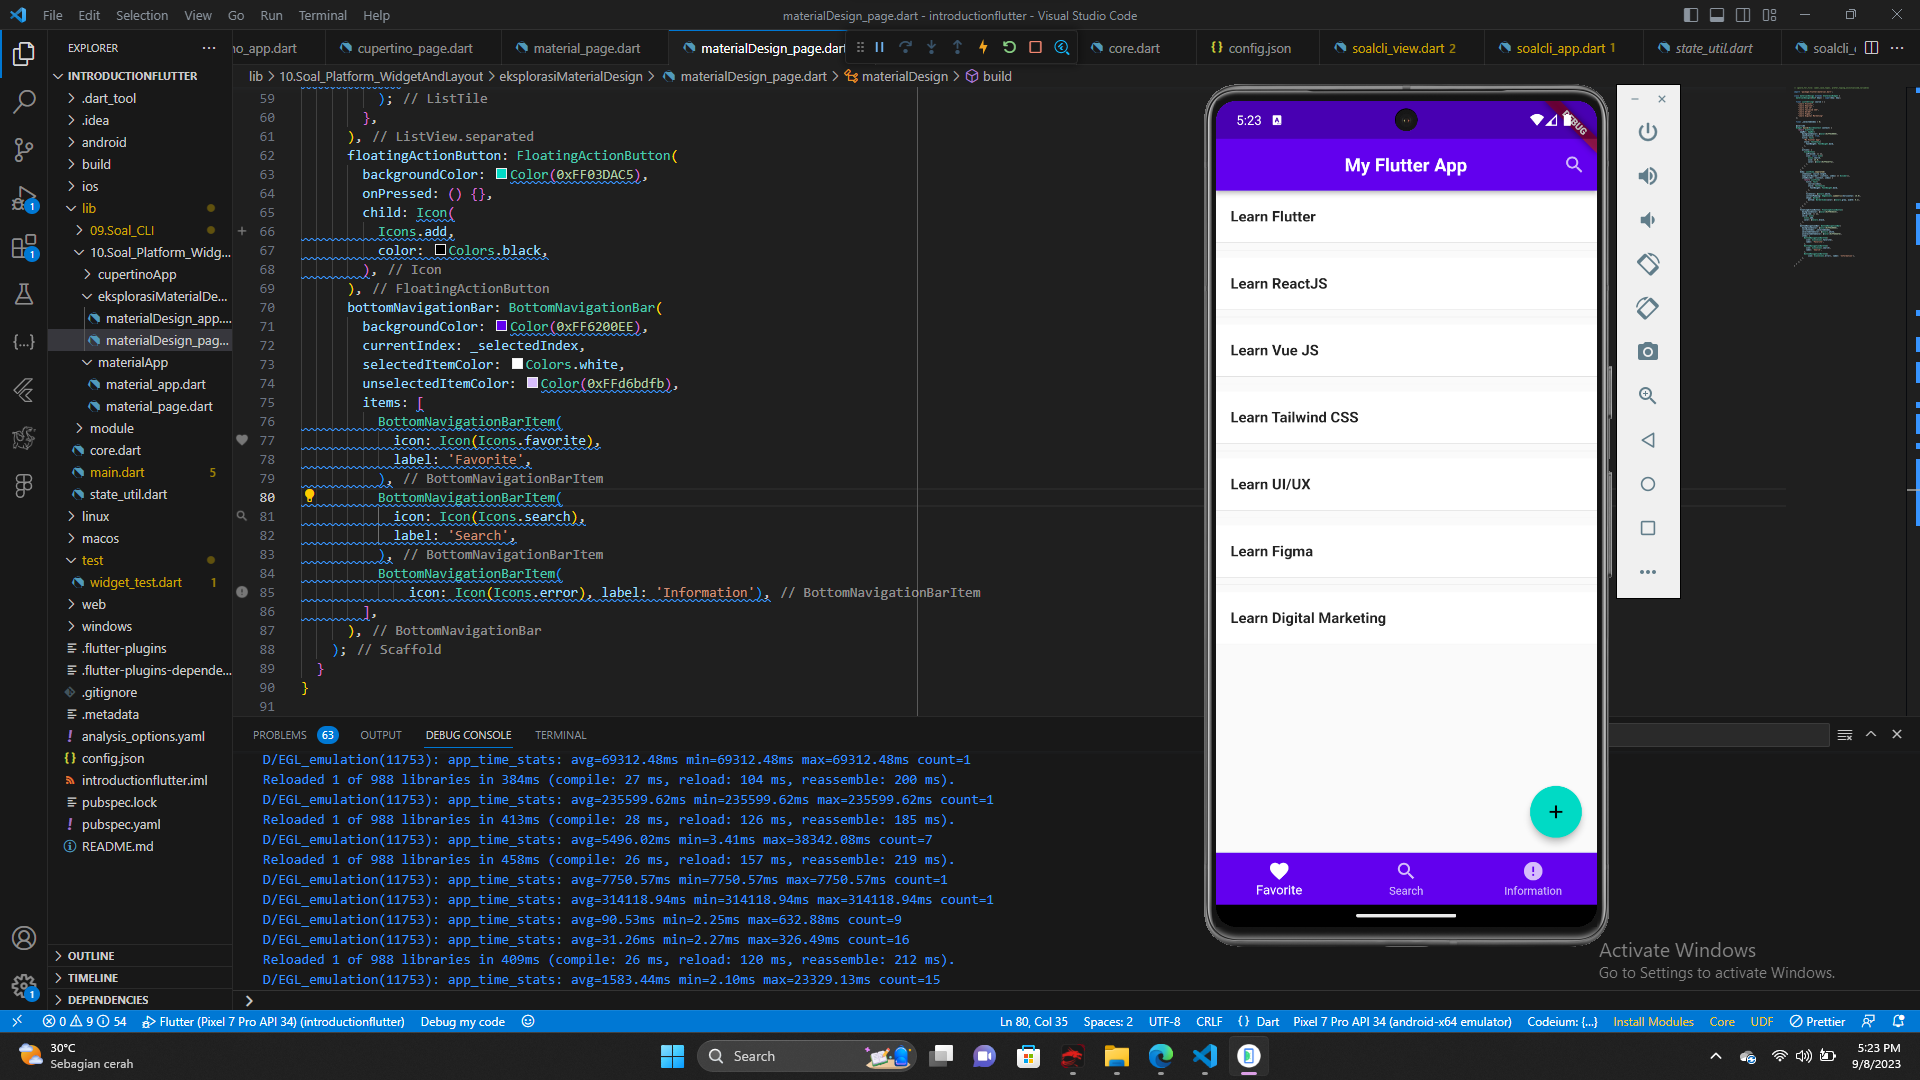 File Edit Selection View Go Run Terminal Help
materialDesign_page.dart - introductionflutter - Visual Studio Code
EXPLORER
INTRODUCTIONFLUTTER
.dart_tool
.idea
android
build
ios
lib
09.Soal_CLI
10.Soal_Platform_Widg...
cupertinoApp
eksplorasiMaterialDe...
materialDesign_app....
materialDesign_pag...
materialApp
material_app.dart
material_page.dart
module
core.dart
main.dart 5
state_util.dart
linux
macos
test
widget_test.dart 1
web
windows
.flutter-plugins
.flutter-plugins-depende...
.gitignore
.metadata
analysis_options.yaml
config.json
introductionflutter.iml
pubspec.lock
pubspec.yaml
README.md
OUTLINE
TIMELINE
DEPENDENCIES
no_app.dart cupertino_page.dart material_page.dart materialDesign_page.dart core.dart config.json soalcli_view.dart 2 soalcli_app.dart 1 state_util.dart soalcli_c
lib > 10.Soal_Platform_WidgetAndLayout > eksplorasiMaterialDesign > materialDesign_page.dart > materialDesign > build
59 ); // ListTile
60 },
61 ), // ListView.separated
62 floatingActionButton: FloatingActionButton(
63 backgroundColor: Color(0xFF03DAC5),
64 onPressed: () {},
65 child: Icon(
66 Icons.add,
67 color: Colors.black,
68 ), // Icon
69 ), // FloatingActionButton
70 bottomNavigationBar: BottomNavigationBar(
71 backgroundColor: Color(0xFF6200EE),
72 currentIndex: _selectedIndex,
73 selectedItemColor: Colors.white,
74 unselectedItemColor: Color(0xFFd6bdfb),
75 items: [
76 BottomNavigationBarItem(
77 icon: Icon(Icons.favorite),
78 label: 'Favorite',
79 ), // BottomNavigationBarItem
80 BottomNavigationBarItem(
81 icon: Icon(Icons.search),
82 label: 'Search',
83 ), // BottomNavigationBarItem
84 BottomNavigationBarItem(
85 icon: Icon(Icons.error), label: 'Information'), // BottomNavigationBarItem
86 ],
87 ), // BottomNavigationBar
88 ); // Scaffold
89 }
90 }
91
PROBLEMS 63 OUTPUT DEBUG CONSOLE TERMINAL
D/EGL_emulation(11753): app_time_stats: avg=69312.48ms min=69312.48ms max=69312.48ms count=1
Reloaded 1 of 988 libraries in 384ms (compile: 27 ms, reload: 104 ms, reassemble: 200 ms).
D/EGL_emulation(11753): app_time_stats: avg=235599.62ms min=235599.62ms max=235599.62ms count=1
Reloaded 1 of 988 libraries in 413ms (compile: 28 ms, reload: 126 ms, reassemble: 185 ms).
D/EGL_emulation(11753): app_time_stats: avg=5496.02ms min=3.41ms max=38342.08ms count=7
Reloaded 1 of 988 libraries in 458ms (compile: 26 ms, reload: 157 ms, reassemble: 219 ms).
D/EGL_emulation(11753): app_time_stats: avg=7750.57ms min=7750.57ms max=7750.57ms count=1
D/EGL_emulation(11753): app_time_stats: avg=314118.94ms min=314118.94ms max=314118.94ms count=1
D/EGL_emulation(11753): app_time_stats: avg=90.53ms min=2.25ms max=632.88ms count=9
D/EGL_emulation(11753): app_time_stats: avg=31.26ms min=2.27ms max=326.49ms count=16
Reloaded 1 of 988 libraries in 409ms (compile: 26 ms, reload: 120 ms, reassemble: 212 ms).
D/EGL_emulation(11753): app_time_stats: avg=1583.44ms min=2.10ms max=23329.13ms count=15
5:23
DEBUG
My Flutter App
Learn Flutter
Learn ReactJS
Learn Vue JS
Learn Tailwind CSS
Learn UI/UX
Learn Figma
Learn Digital Marketing
Favorite Search Information
Activate Windows
Go to Settings to activate Windows.
0 9 54 Flutter (Pixel 7 Pro API 34) (introductionflutter) Debug my code Ln 80, Col 35 Spaces: 2 UTF-8 CRLF Dart Pixel 7 Pro API 34 (android-x64 emulator) Codeium: {...} Install Modules Core UDF Prettier
30°C
Sebagian cerah
Search
5:23 PM
9/8/2023